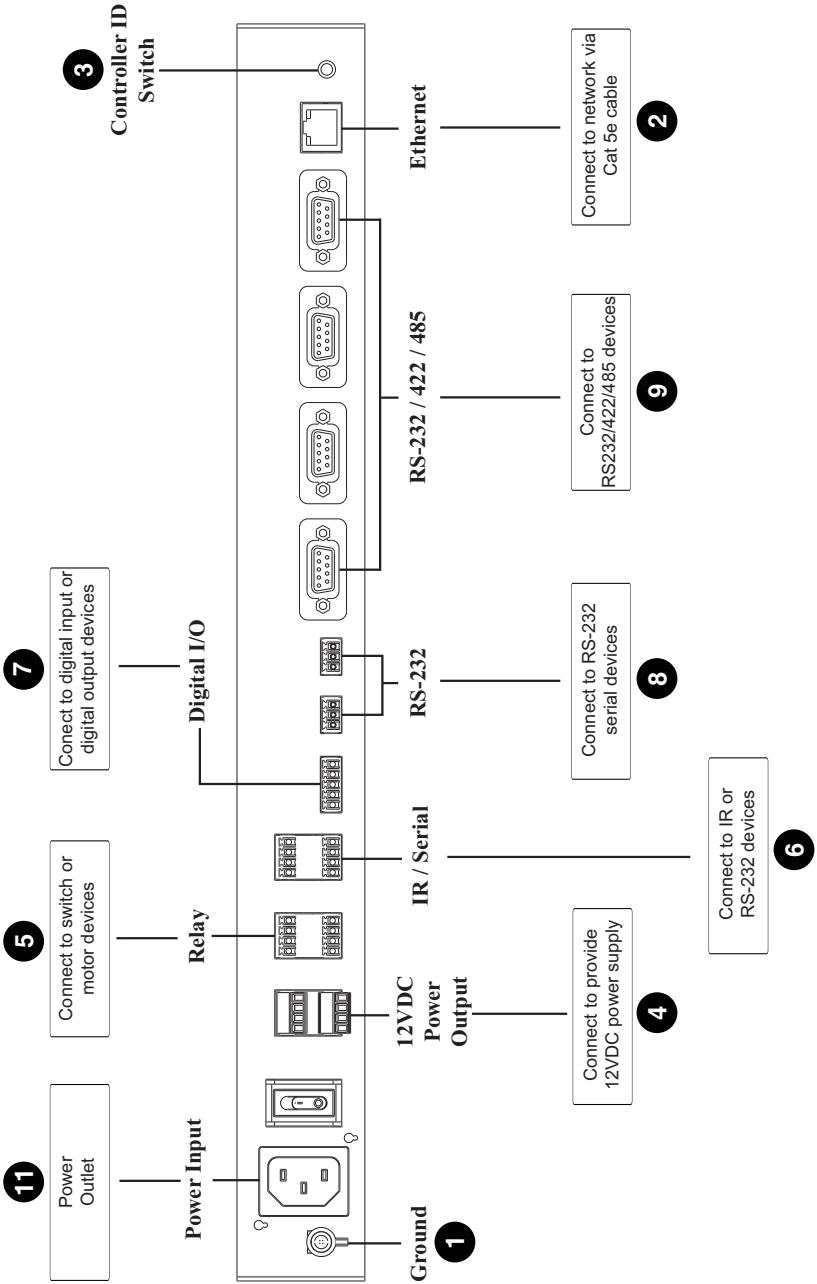 11
Power
Outlet
Power Input
5
Connect to switch or
motor devices
Relay
7
Conect to digital input or
digital output devices
Digital I/O
3
Controller ID
Switch
Ground
1
12VDC
Power
Output
Connect to provide
12VDC power supply
4
IR / Serial
Connect to IR or
RS-232 devices
6
RS-232
Connect to RS-232
serial devices
8
RS-232 / 422 / 485
Connect to
RS232/422/485 devices
9
Ethernet
Connect to network via
Cat 5e cable
2